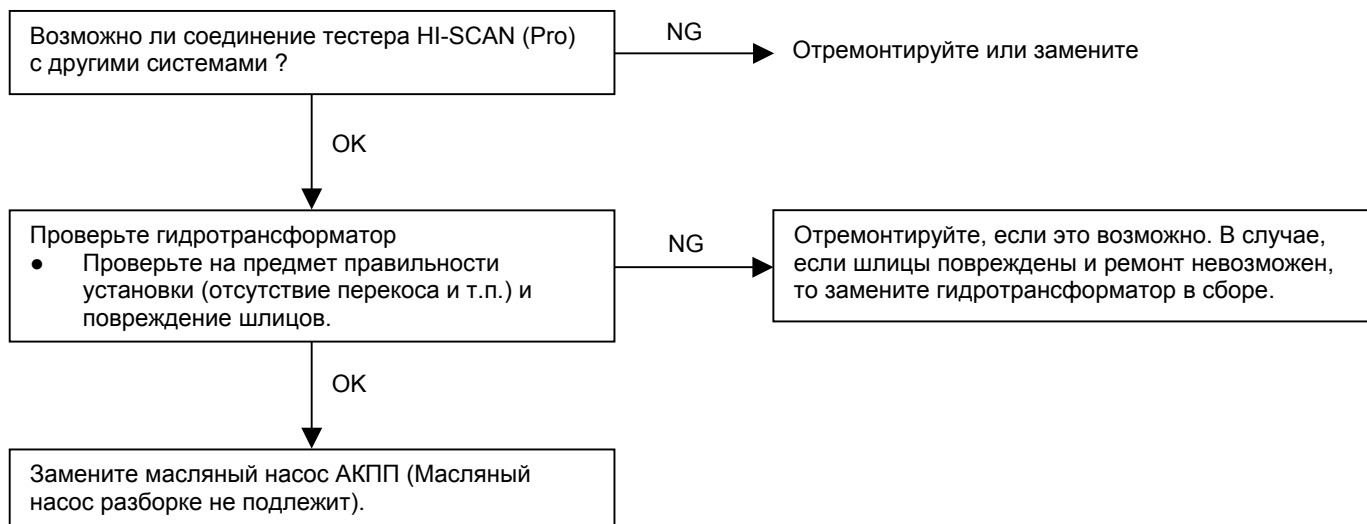 Возможно ли соединение тестера HI-SCAN (Pro)
с другими системами ?
NG
Отремонтируйте или замените
OK
Проверьте гидротрансформатор
● Проверьте на предмет правильности
установки (отсутствие перекоса и т.п.) и
повреждение шлицов.
NG
Отремонтируйте, если это возможно. В случае,
если шлицы повреждены и ремонт невозможен,
то замените гидротрансформатор в сборе.
OK
Замените масляный насос АКПП (Масляный
насос разборке не подлежит).